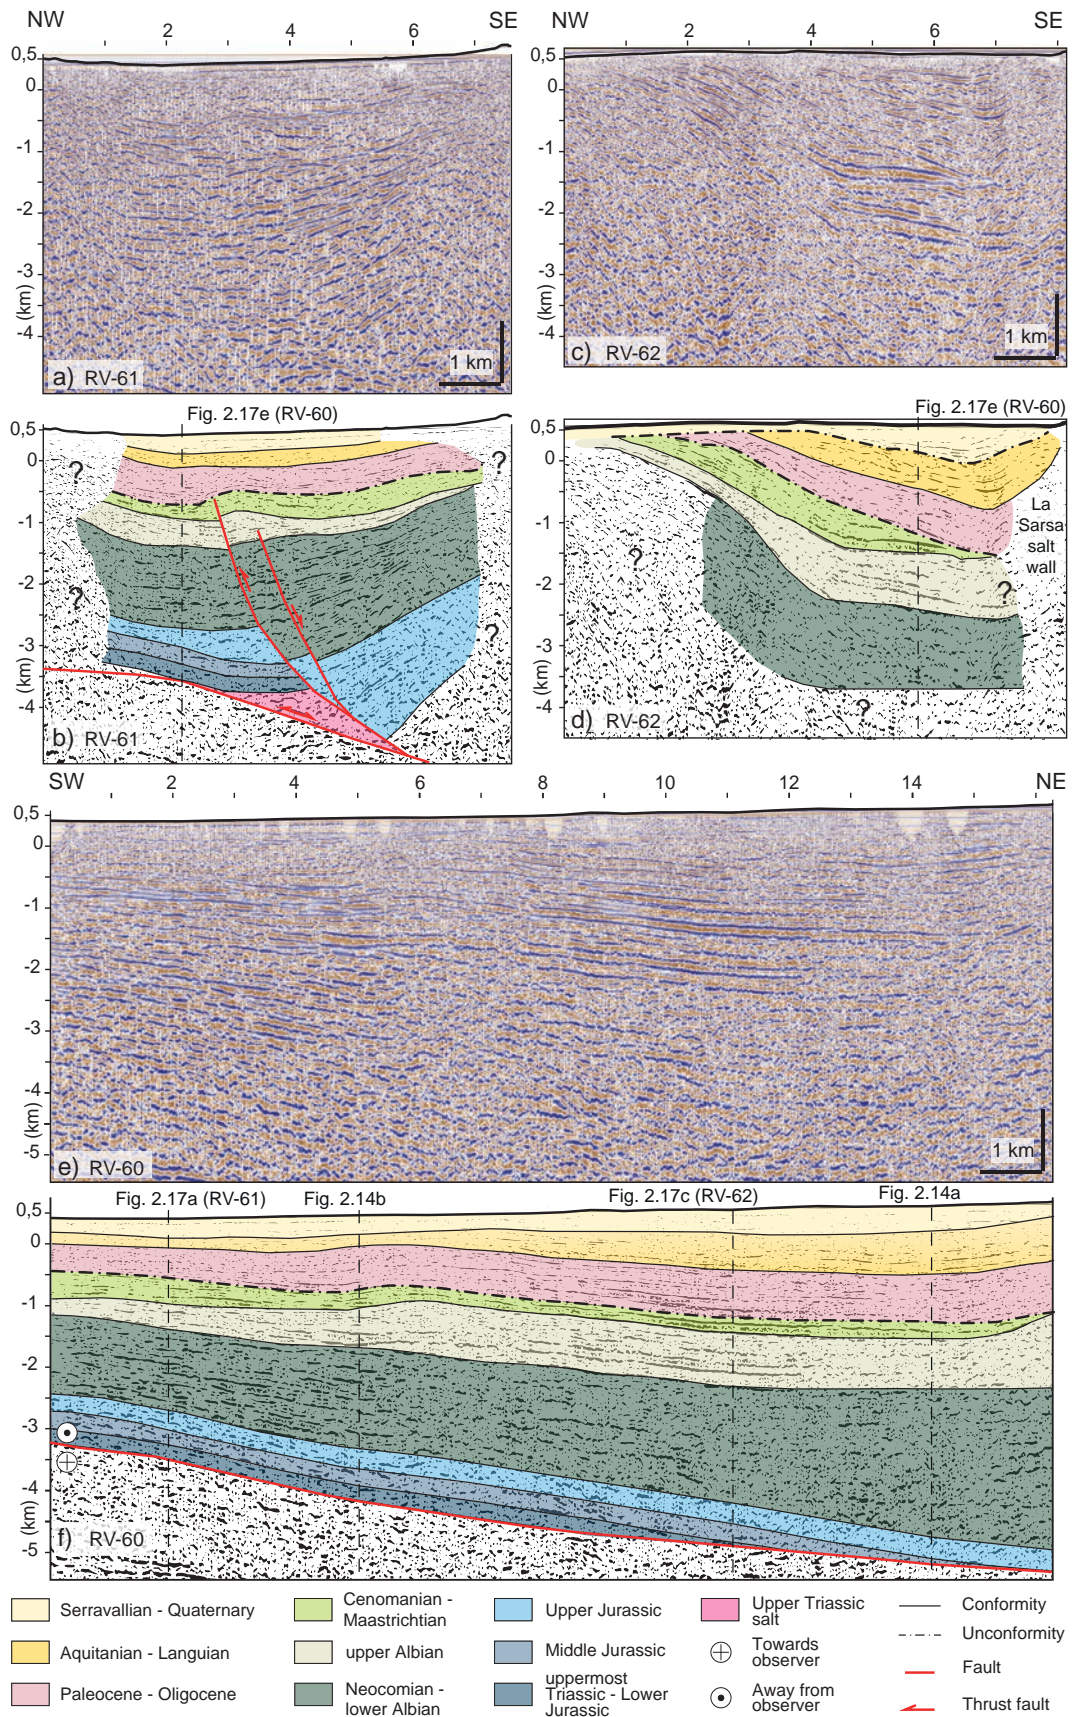 NW SE
2 4 6
0,5
0
-1
-2
-3
-4
(km)
a) RV-61
1 km
NW SE
2 4 6
0,5
0
-1
-2
-3
-4
(km)
c) RV-62
1 km
Fig. 2.17e (RV-60)
0,5
0
-1
-2
-3
-4
(km)
?
?
?
?
b) RV-61
Fig. 2.17e (RV-60)
0,5
0
-1
-2
-3
-4
(km)
La
Sarsa
salt
wall
?
?
?
?
d) RV-62
SW NE
2 4 6 8 10 12 14
0,5
0
-1
-2
-3
-4
-5
(km)
e) RV-60
1 km
Fig. 2.17a (RV-61) Fig. 2.14b Fig. 2.17c (RV-62) Fig. 2.14a
0,5
0
-1
-2
-3
-4
-5
(km)
f) RV-60
Serravallian - Quaternary
Aquitanian - Languian
Paleocene - Oligocene
Cenomanian -
Maastrichtian
upper Albian
Neocomian -
lower Albian
Upper Jurassic
Middle Jurassic
uppermost
Triassic - Lower
Jurassic
Upper Triassic
salt
Towards
observer
Away from
observer
Conformity
Unconformity
Fault
Thrust fault